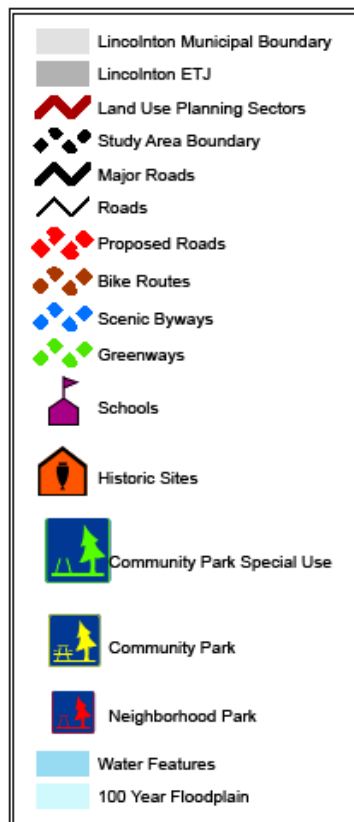 Lincolnton Municipal Boundary
Lincolnton ETJ
Land Use Planning Sectors
Study Area Boundary
Major Roads
Roads
Proposed Roads
Bike Routes
Scenic Byways
Greenways
Schools
Historic Sites
Community Park Special Use
Community Park
Neighborhood Park
Water Features
100 Year Floodplain